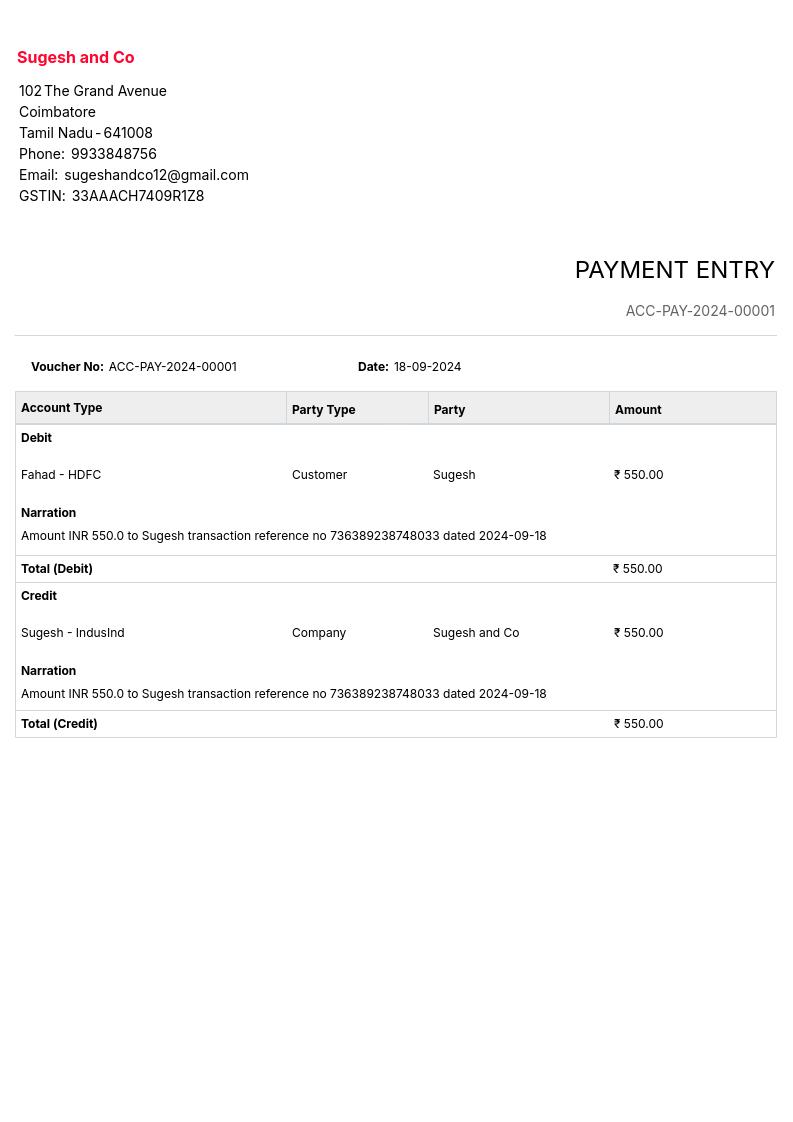 Sugesh and Co
102 The Grand Avenue
Coimbatore
Tamil Nadu - 641008
Phone: 9933848756
Email: sugeshandco12@gmail.com
GSTIN: 33AAACH7409R1Z8
PAYMENT ENTRY
ACC-PAY-2024-00001
Voucher No: ACC-PAY-2024-00001 Date: 18-09-2024
Account Type Party Type Party Amount
Debit
Fahad - HDFC Customer Sugesh ₹ 550.00
Narration
Amount INR 550.0 to Sugesh transaction reference no 736389238748033 dated 2024-09-18
Total (Debit) ₹ 550.00
Credit
Sugesh - IndusInd Company Sugesh and Co ₹ 550.00
Narration
Amount INR 550.0 to Sugesh transaction reference no 736389238748033 dated 2024-09-18
Total (Credit) ₹ 550.00